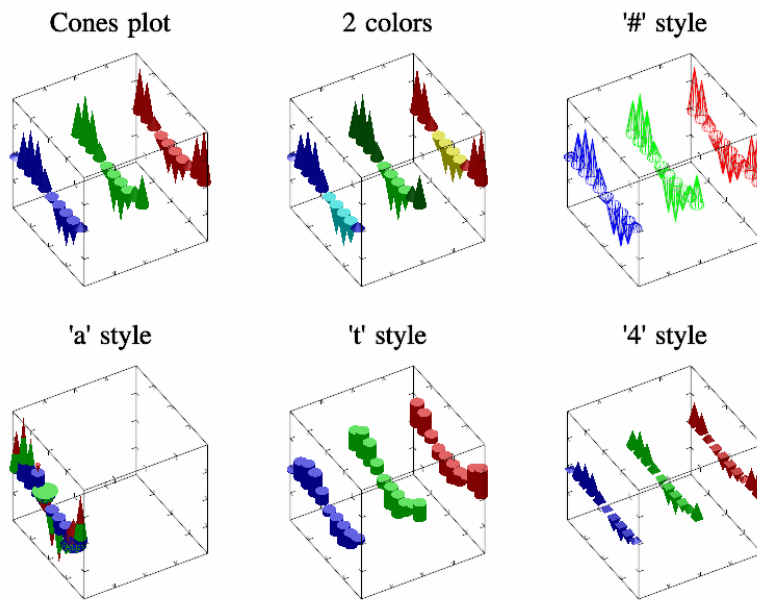 Cones plot
2 colors
'#' style
'a' style
't' style
'4' style